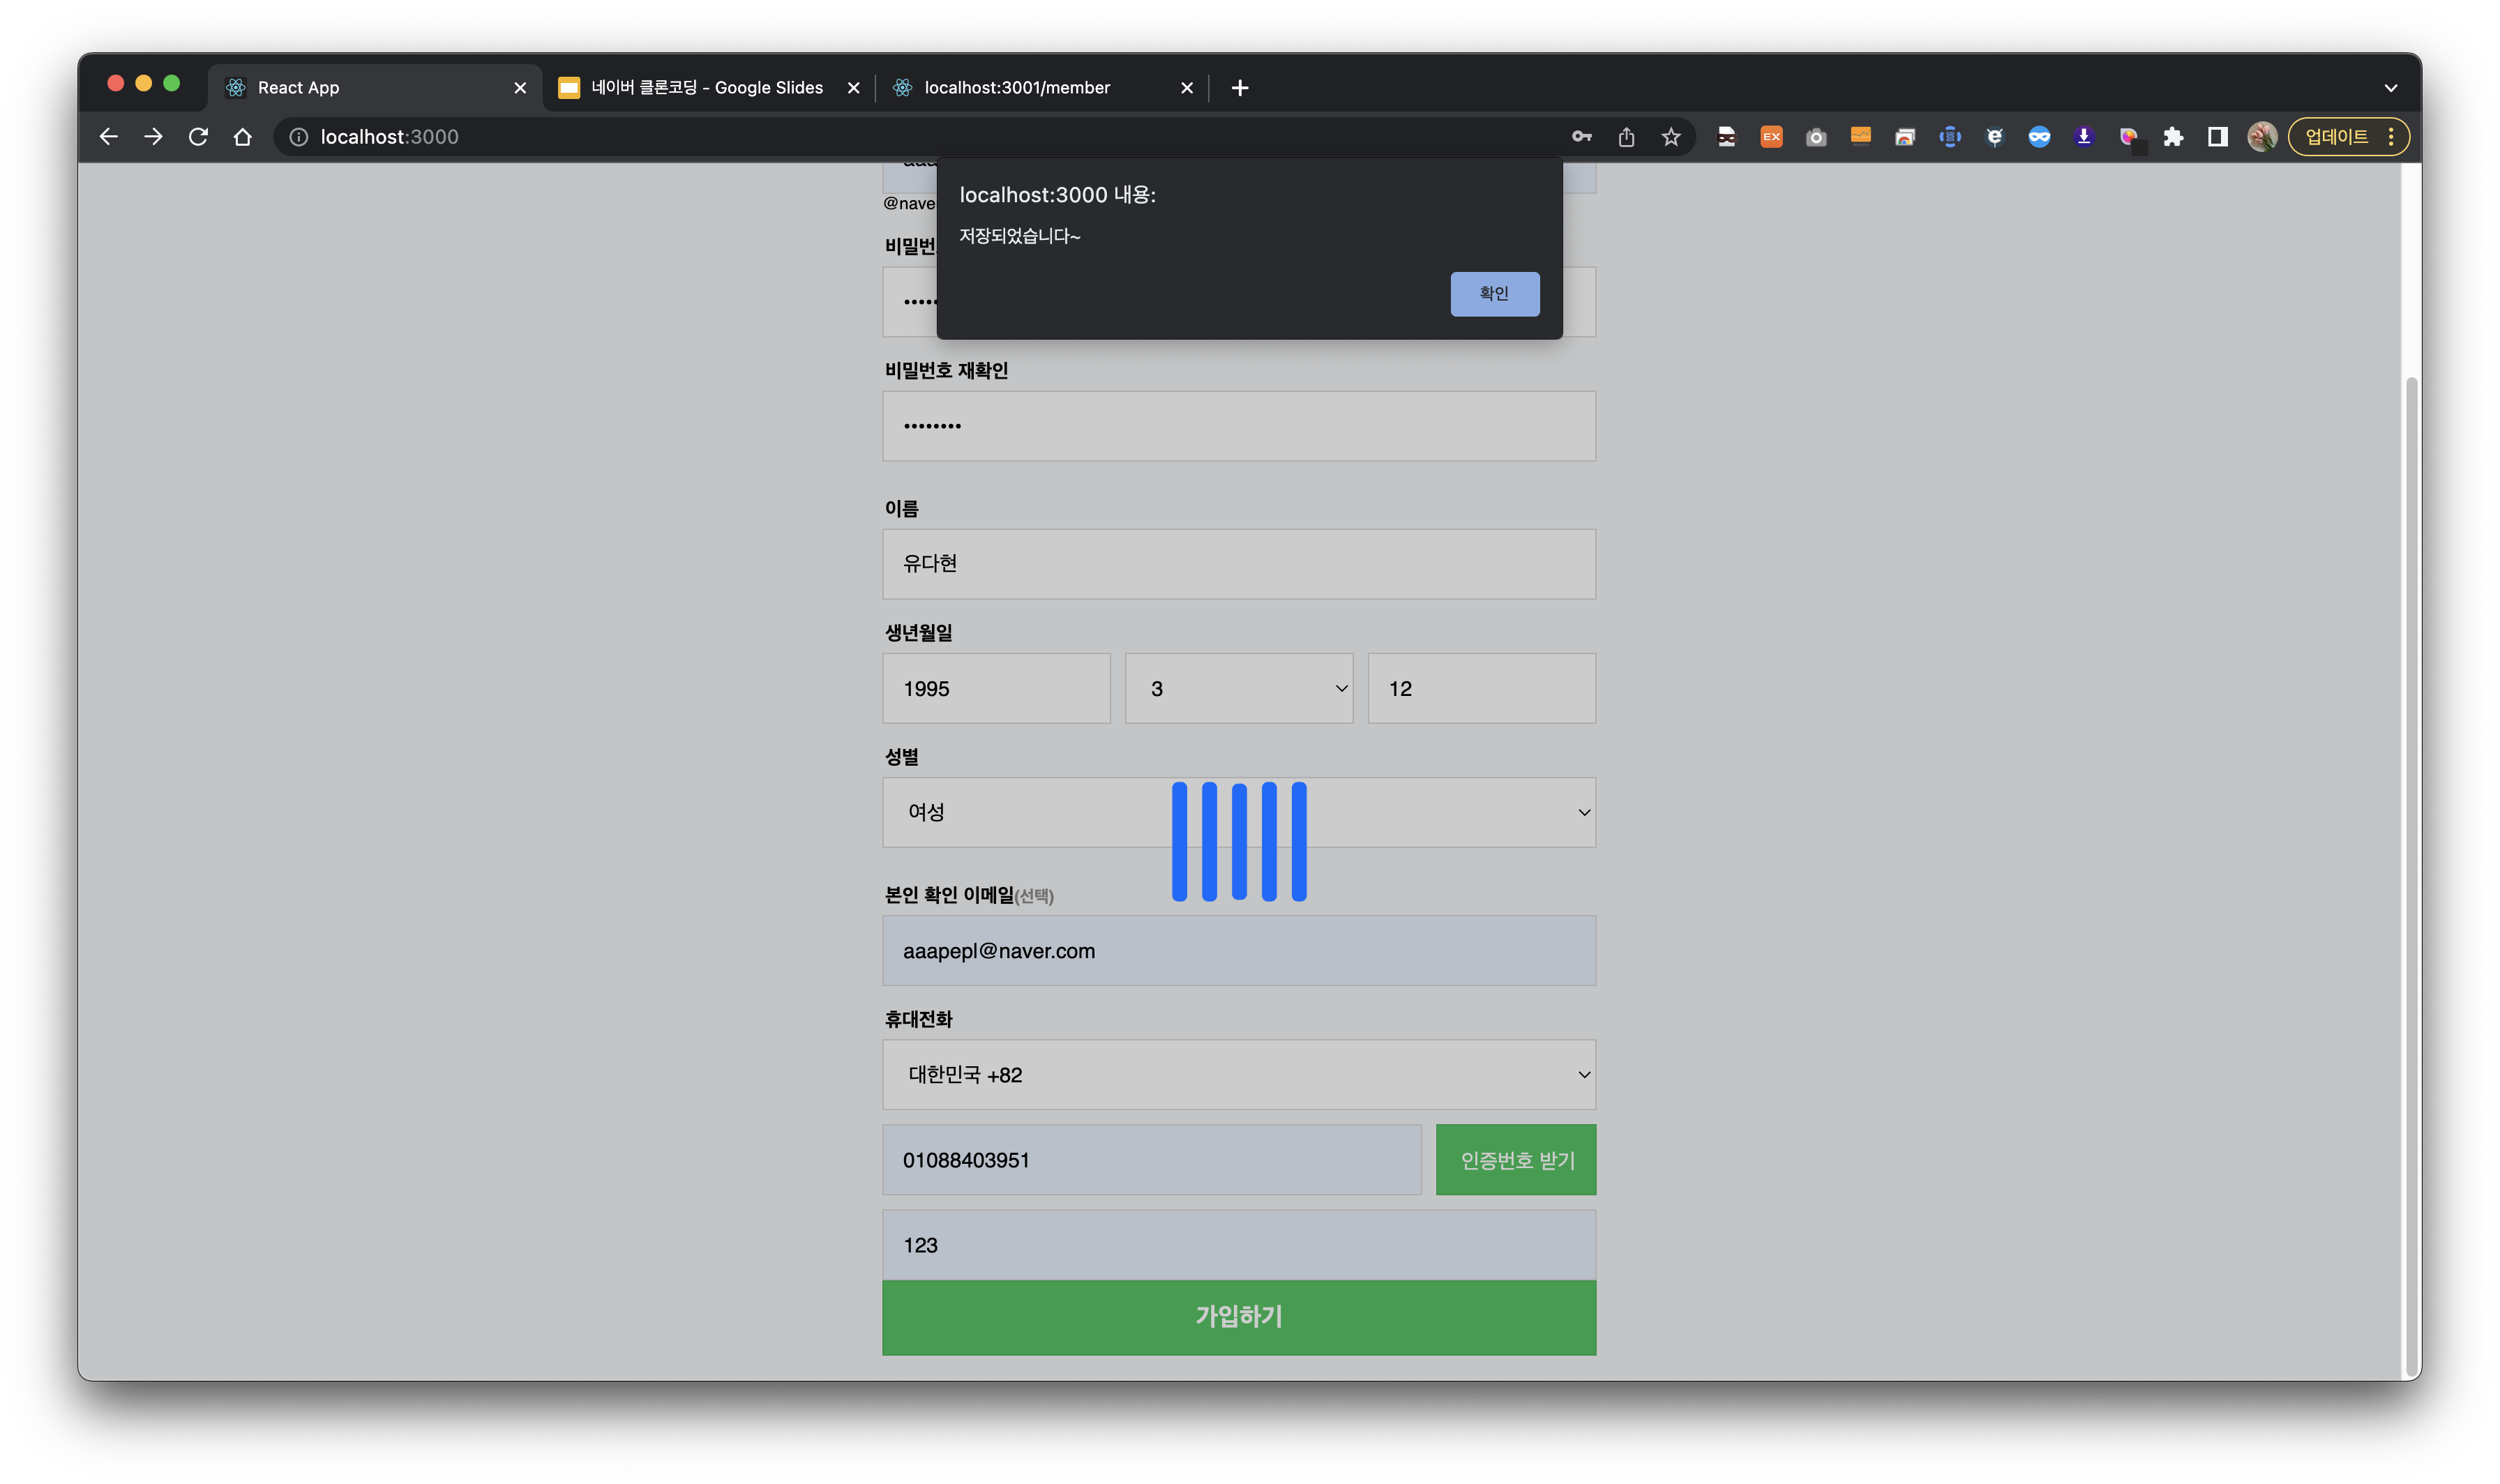 React App
네이버 클론코딩 - Google Slides
localhost:3001/member
localhost:3000
EX
업데이트
localhost:3000 내용:
저장되었습니다~
확인
@nave
비밀번
비밀번호 재확인
이름
유다현
생년월일
1995 3 12
성별
여성
본인 확인 이메일(선택)
aaapepl@naver.com
휴대전화
대한민국 +82
01088403951 인증번호 받기
123
가입하기